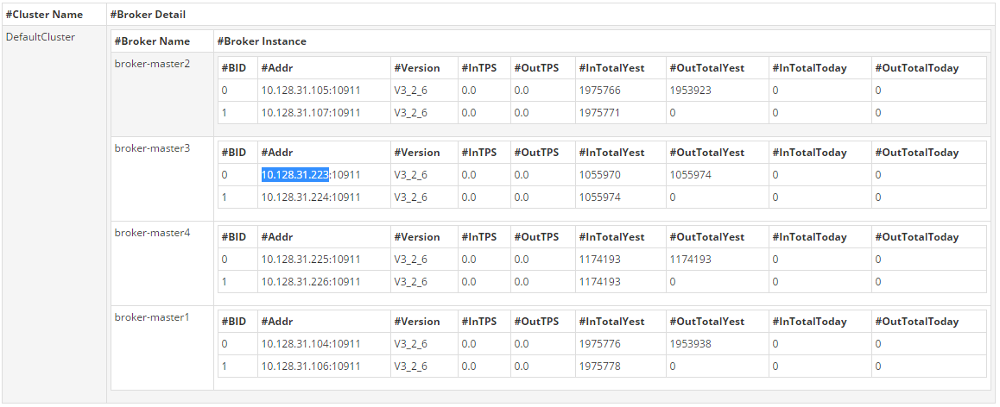 #Cluster Name #Broker Detail
DefaultCluster
#Broker Name #Broker Instance
broker-master2
#BID #Addr #Version #InTPS #OutTPS #InTotalYest #OutTotalYest #InTotalToday #OutTotalToday
0 10.128.31.105:10911 V3_2_6 0.0 0.0 1975766 1953923 0 0
1 10.128.31.107:10911 V3_2_6 0.0 0.0 1975771 0 0 0
broker-master3
#BID #Addr #Version #InTPS #OutTPS #InTotalYest #OutTotalYest #InTotalToday #OutTotalToday
0 10.128.31.223:10911 V3_2_6 0.0 0.0 1055970 1055974 0 0
1 10.128.31.224:10911 V3_2_6 0.0 0.0 1055974 0 0 0
broker-master4
#BID #Addr #Version #InTPS #OutTPS #InTotalYest #OutTotalYest #InTotalToday #OutTotalToday
0 10.128.31.225:10911 V3_2_6 0.0 0.0 1174193 1174193 0 0
1 10.128.31.226:10911 V3_2_6 0.0 0.0 1174193 0 0 0
broker-master1
#BID #Addr #Version #InTPS #OutTPS #InTotalYest #OutTotalYest #InTotalToday #OutTotalToday
0 10.128.31.104:10911 V3_2_6 0.0 0.0 1975776 1953938 0 0
1 10.128.31.106:10911 V3_2_6 0.0 0.0 1975778 0 0 0